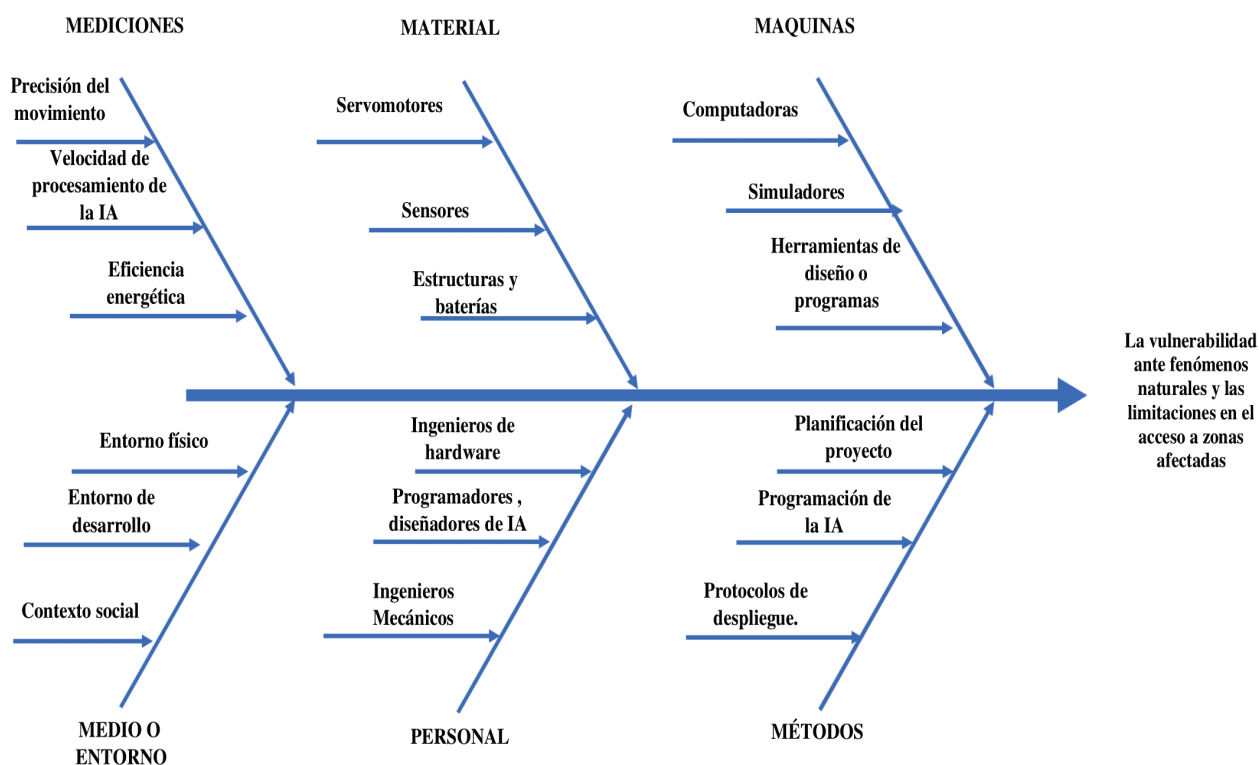 MEDICIONES
Precisión del
movimiento
Velocidad de
procesamiento de
la IA
Eficiencia
energética
MATERIAL
Servomotores
Sensores
Estructuras y
baterías
MAQUINAS
Computadoras
Simuladores
Herramientas de
diseño o
programas
La vulnerabilidad
ante fenómenos
naturales y las
limitaciones en el
acceso a zonas
afectadas
Entorno físico
Entorno de
desarrollo
Contexto social
MEDIO O
ENTORNO
Ingenieros de
hardware
Programadores ,
diseñadores de IA
Ingenieros
Mecánicos
PERSONAL
Planificación del
proyecto
Programación de
la IA
Protocolos de
despliegue.
MÉTODOS